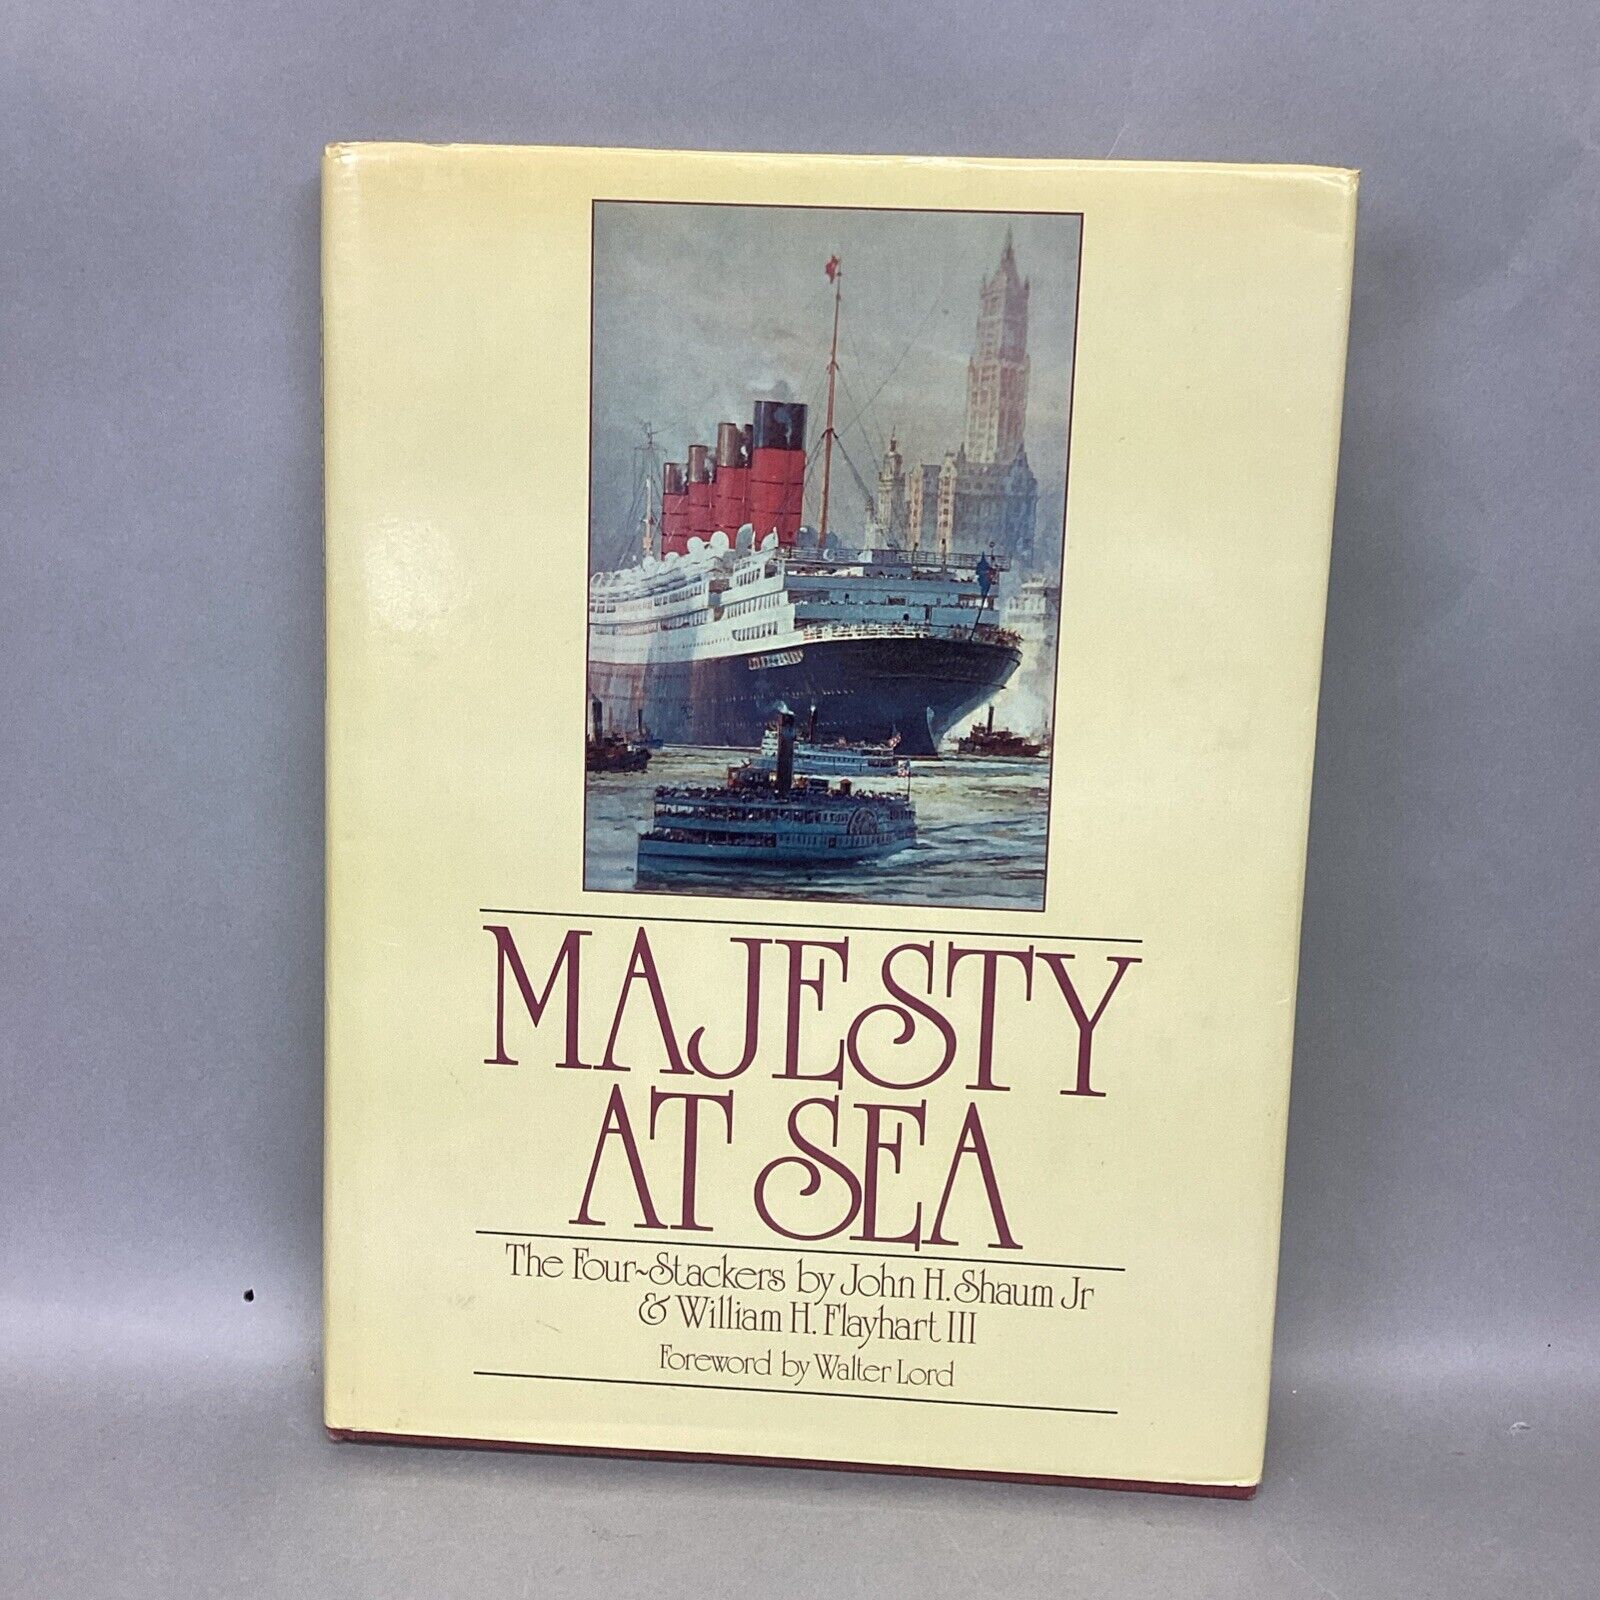 MAJESTY
AT SEA
The Four~Stackers by John H. Shaum Jr
& William H. Flayhart III
Foreword by Walter Lord